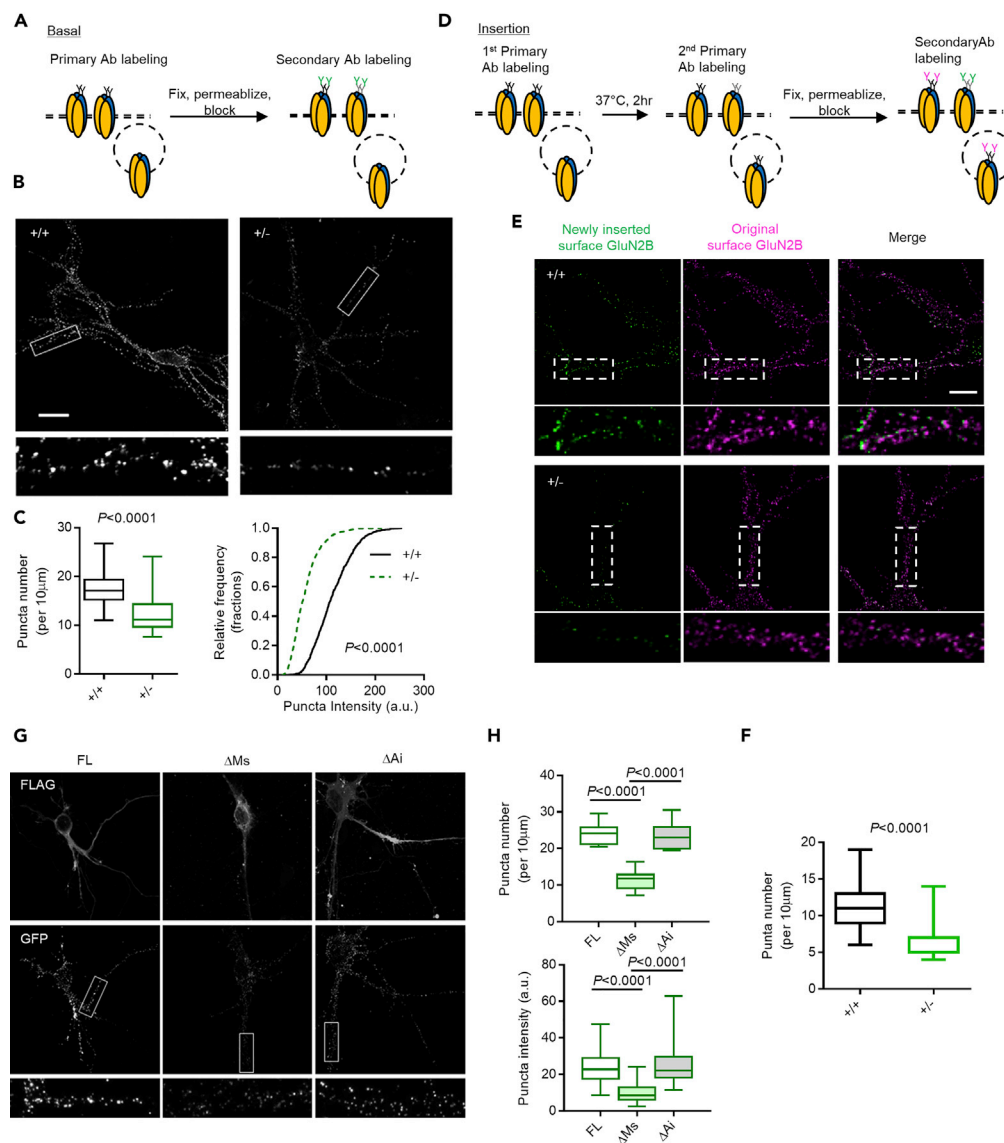 A
Basal
Primary Ab labeling
Secondary Ab labeling
Fix, permeablize,
block
D
Insertion
1st Primary
Ab labeling
37°C, 2hr
2nd Primary
Ab labeling
Fix, permeablize,
block
SecondaryAb
labeling
B
+/+
+/-
E
Newly inserted
surface GluN2B
Original
surface GluN2B
Merge
+/+
+/-
C
P<0.0001
Puncta number
(per 10μm)
30
20
10
0
+/+
+/-
Relative frequency
(fractions)
1.0
0.8
0.6
0.4
0.2
0.0
+/+
+/-
P<0.0001
0
100
200
300
Puncta Intensity (a.u.)
G
FL
ΔMs
ΔAi
FLAG
GFP
H
P<0.0001
P<0.0001
Puncta number
(per 10μm)
40
30
20
10
0
FL
ΔMs
ΔAi
P<0.0001
P<0.0001
Puncta intensity (a.u.)
80
60
40
20
0
FL
ΔMs
ΔAi
F
P<0.0001
Punta number
(per 10μm)
20
15
10
5
0
+/+
+/-